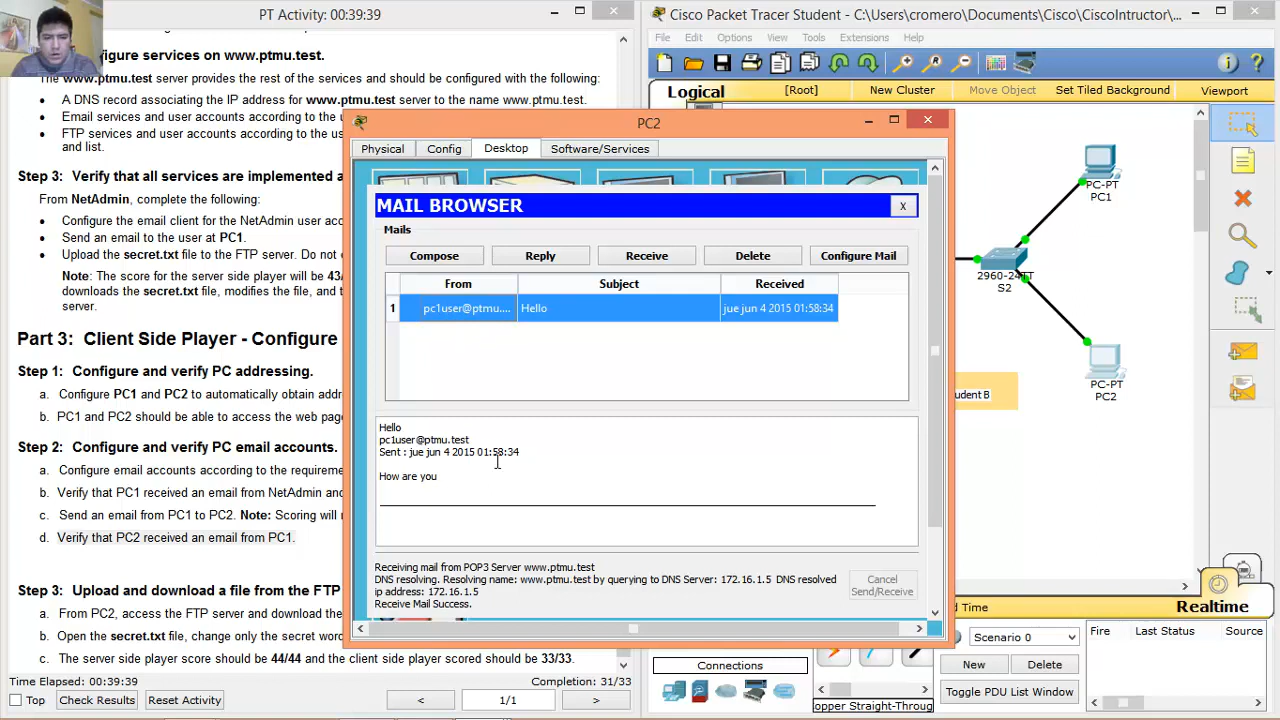 PT Activity: 00:39:39
igure services on www.ptmu.test.
The www.ptmu.test server provides the rest of the services and should be configured with the following:
• A DNS record associating the IP address for www.ptmu.test server to the name www.ptmu.test.
• Email services and user accounts according to the u
• FTP services and user accounts according to the us
and list.
Step 3: Verify that all services are implemented a
From NetAdmin, complete the following:
• Configure the email client for the NetAdmin user acco
• Send an email to the user at PC1.
• Upload the secret.txt file to the FTP server. Do not
Note: The score for the server side player will be 43/
downloads the secret.txt file, modifies the file, and t
server.
Part 3: Client Side Player - Configure
Step 1: Configure and verify PC addressing.
a. Configure PC1 and PC2 to automatically obtain addr
b. PC1 and PC2 should be able to access the web page
Step 2: Configure and verify PC email accounts.
a. Configure email accounts according to the requireme
b. Verify that PC1 received an email from NetAdmin and
c. Send an email from PC1 to PC2. Note: Scoring will
d. Verify that PC2 received an email from PC1.
Step 3: Upload and download a file from the FTP
a. From PC2, access the FTP server and download the
b. Open the secret.txt file, change only the secret word
c. The server side player score should be 44/44 and the client side player scored should be 33/33.
Time Elapsed: 00:39:39
Completion: 31/33
Top
Check Results
Reset Activity
<
1/1
>
Cisco Packet Tracer Student - C:\Users\cromero\Documents\Cisco\CiscoIntructor\...
File Edit Options View Tools Extensions Help
Logical
[Root]
New Cluster
Move Object
Set Tiled Background
Viewport
PC-PT
PC1
2960-24TT
S2
PC-PT
PC2
udent B
PC2
Physical
Config
Desktop
Software/Services
MAIL BROWSER
X
Mails
Compose
Reply
Receive
Delete
Configure Mail
From
Subject
Received
1
pc1user@ptmu....
Hello
jue jun 4 2015 01:58:34
Hello
pc1user@ptmu.test
Sent : jue jun 4 2015 01:58:34
How are you
Receiving mail from POP3 Server www.ptmu.test
DNS resolving. Resolving name: www.ptmu.test by querying to DNS Server: 172.16.1.5 DNS resolved
ip address: 172.16.1.5
Receive Mail Success.
Cancel
Send/Receive
d Time
Realtime
Connections
Scenario 0
Fire
Last Status
Source
New
Delete
Toggle PDU List Window
opper Straight-Throug